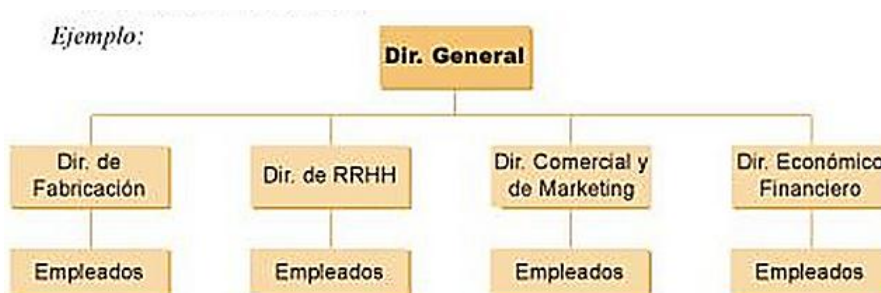 Ejemplo:
Dir. General
Dir. de
Fabricación
Dir. de RRHH
Dir. Comercial y
de Marketing
Dir. Económico
Financiero
Empleados
Empleados
Empleados
Empleados